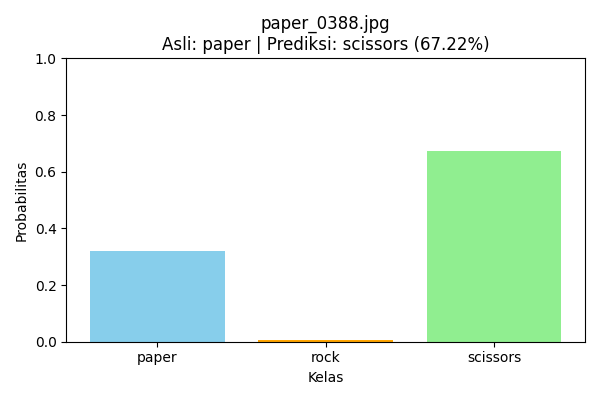 paper_0388.jpg
Asli: paper | Prediksi: scissors (67.22%)
1.0
0.8
0.6
0.4
0.2
0.0
Probabilitas
paper
rock
scissors
Kelas